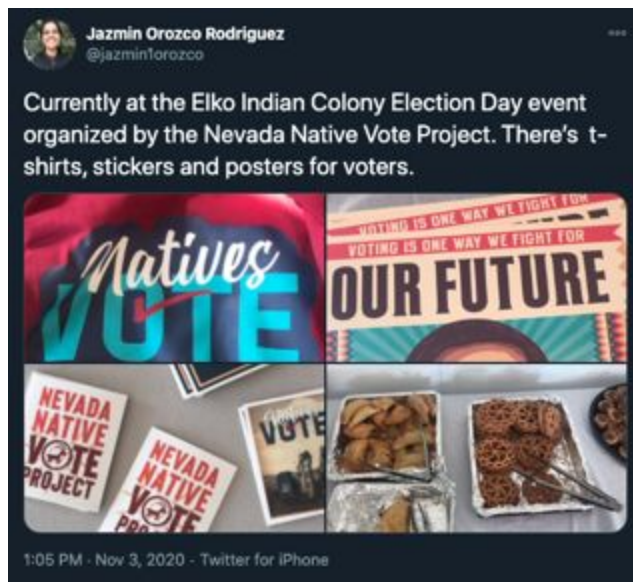 Jazmin Orozco Rodriguez
@jazmin1orozco
Currently at the Elko Indian Colony Election Day event
organized by the Nevada Native Vote Project. There's t-
shirts, stickers and posters for voters.
Natives
VOTE
VOTING IS ONE WAY WE FIGHT FOR
VOTING IS ONE WAY WE FIGHT FOR
OUR FUTURE
NEVADA
NATIVE
VOTE
PROJECT
NEVADA
NATIVE
VOTE
VOTE
1:05 PM · Nov 3, 2020 · Twitter for iPhone